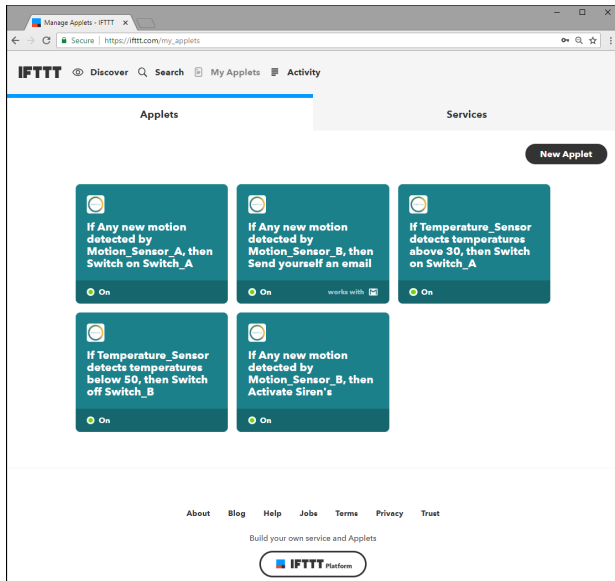 Manage Applets - IFTTT
Secure | https://ifttt.com/my_applets
IFTTT Discover Search My Applets Activity
Applets Services
New Applet
If Any new motion
detected by
Motion_Sensor_A, then
Switch on Switch_A
On
If Any new motion
detected by
Motion_Sensor_B, then
Send yourself an email
On works with
If Temperature_Sensor
detects temperatures
above 30, then Switch
on Switch_A
On
If Temperature_Sensor
detects temperatures
below 50, then Switch
off Switch_B
On
If Any new motion
detected by
Motion_Sensor_B, then
Activate Siren's
On
About Blog Help Jobs Terms Privacy Trust
Build your own service and Applets
IFTTT Platform